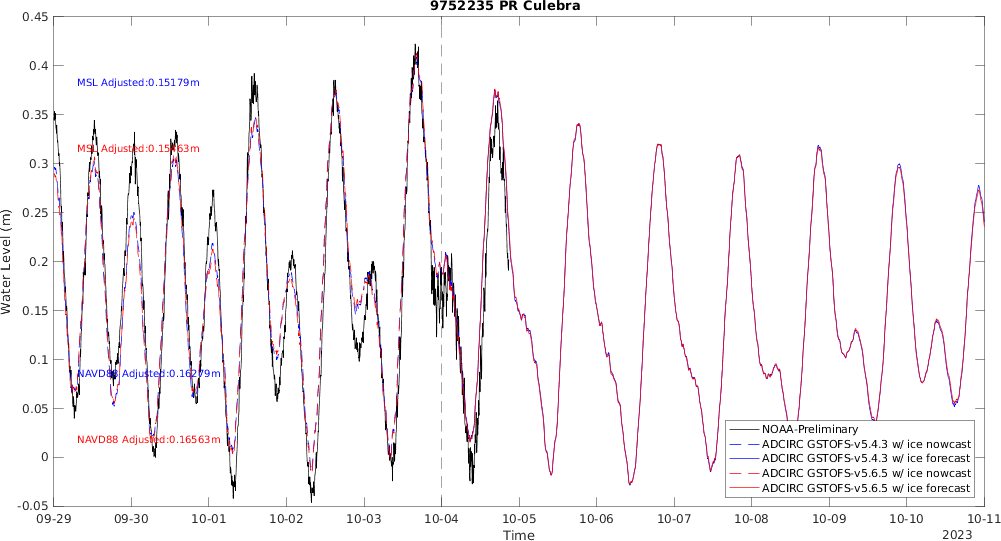 9752235 PR Culebra
0.45
0.4
0.35
0.3
0.25
0.2
0.15
0.1
0.05
0
-0.05
Water Level (m)
MSL Adjusted:0.15179m
MSL Adjusted:0.15463m
NAVD88 Adjusted:0.16279m
NAVD88 Adjusted:0.16563m
NOAA-Preliminary
ADCIRC GSTOFS-v5.4.3 w/ ice nowcast
ADCIRC GSTOFS-v5.4.3 w/ ice forecast
ADCIRC GSTOFS-v5.6.5 w/ ice nowcast
ADCIRC GSTOFS-v5.6.5 w/ ice forecast
09-29 09-30 10-01 10-02 10-03 10-04 10-05 10-06 10-07 10-08 10-09 10-10 10-11
Time
2023